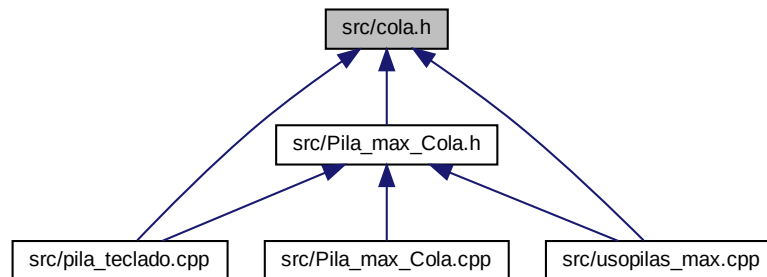 src/cola.h
src/Pila_max_Cola.h
src/pila_teclado.cpp
src/Pila_max_Cola.cpp
src/usopilas_max.cpp